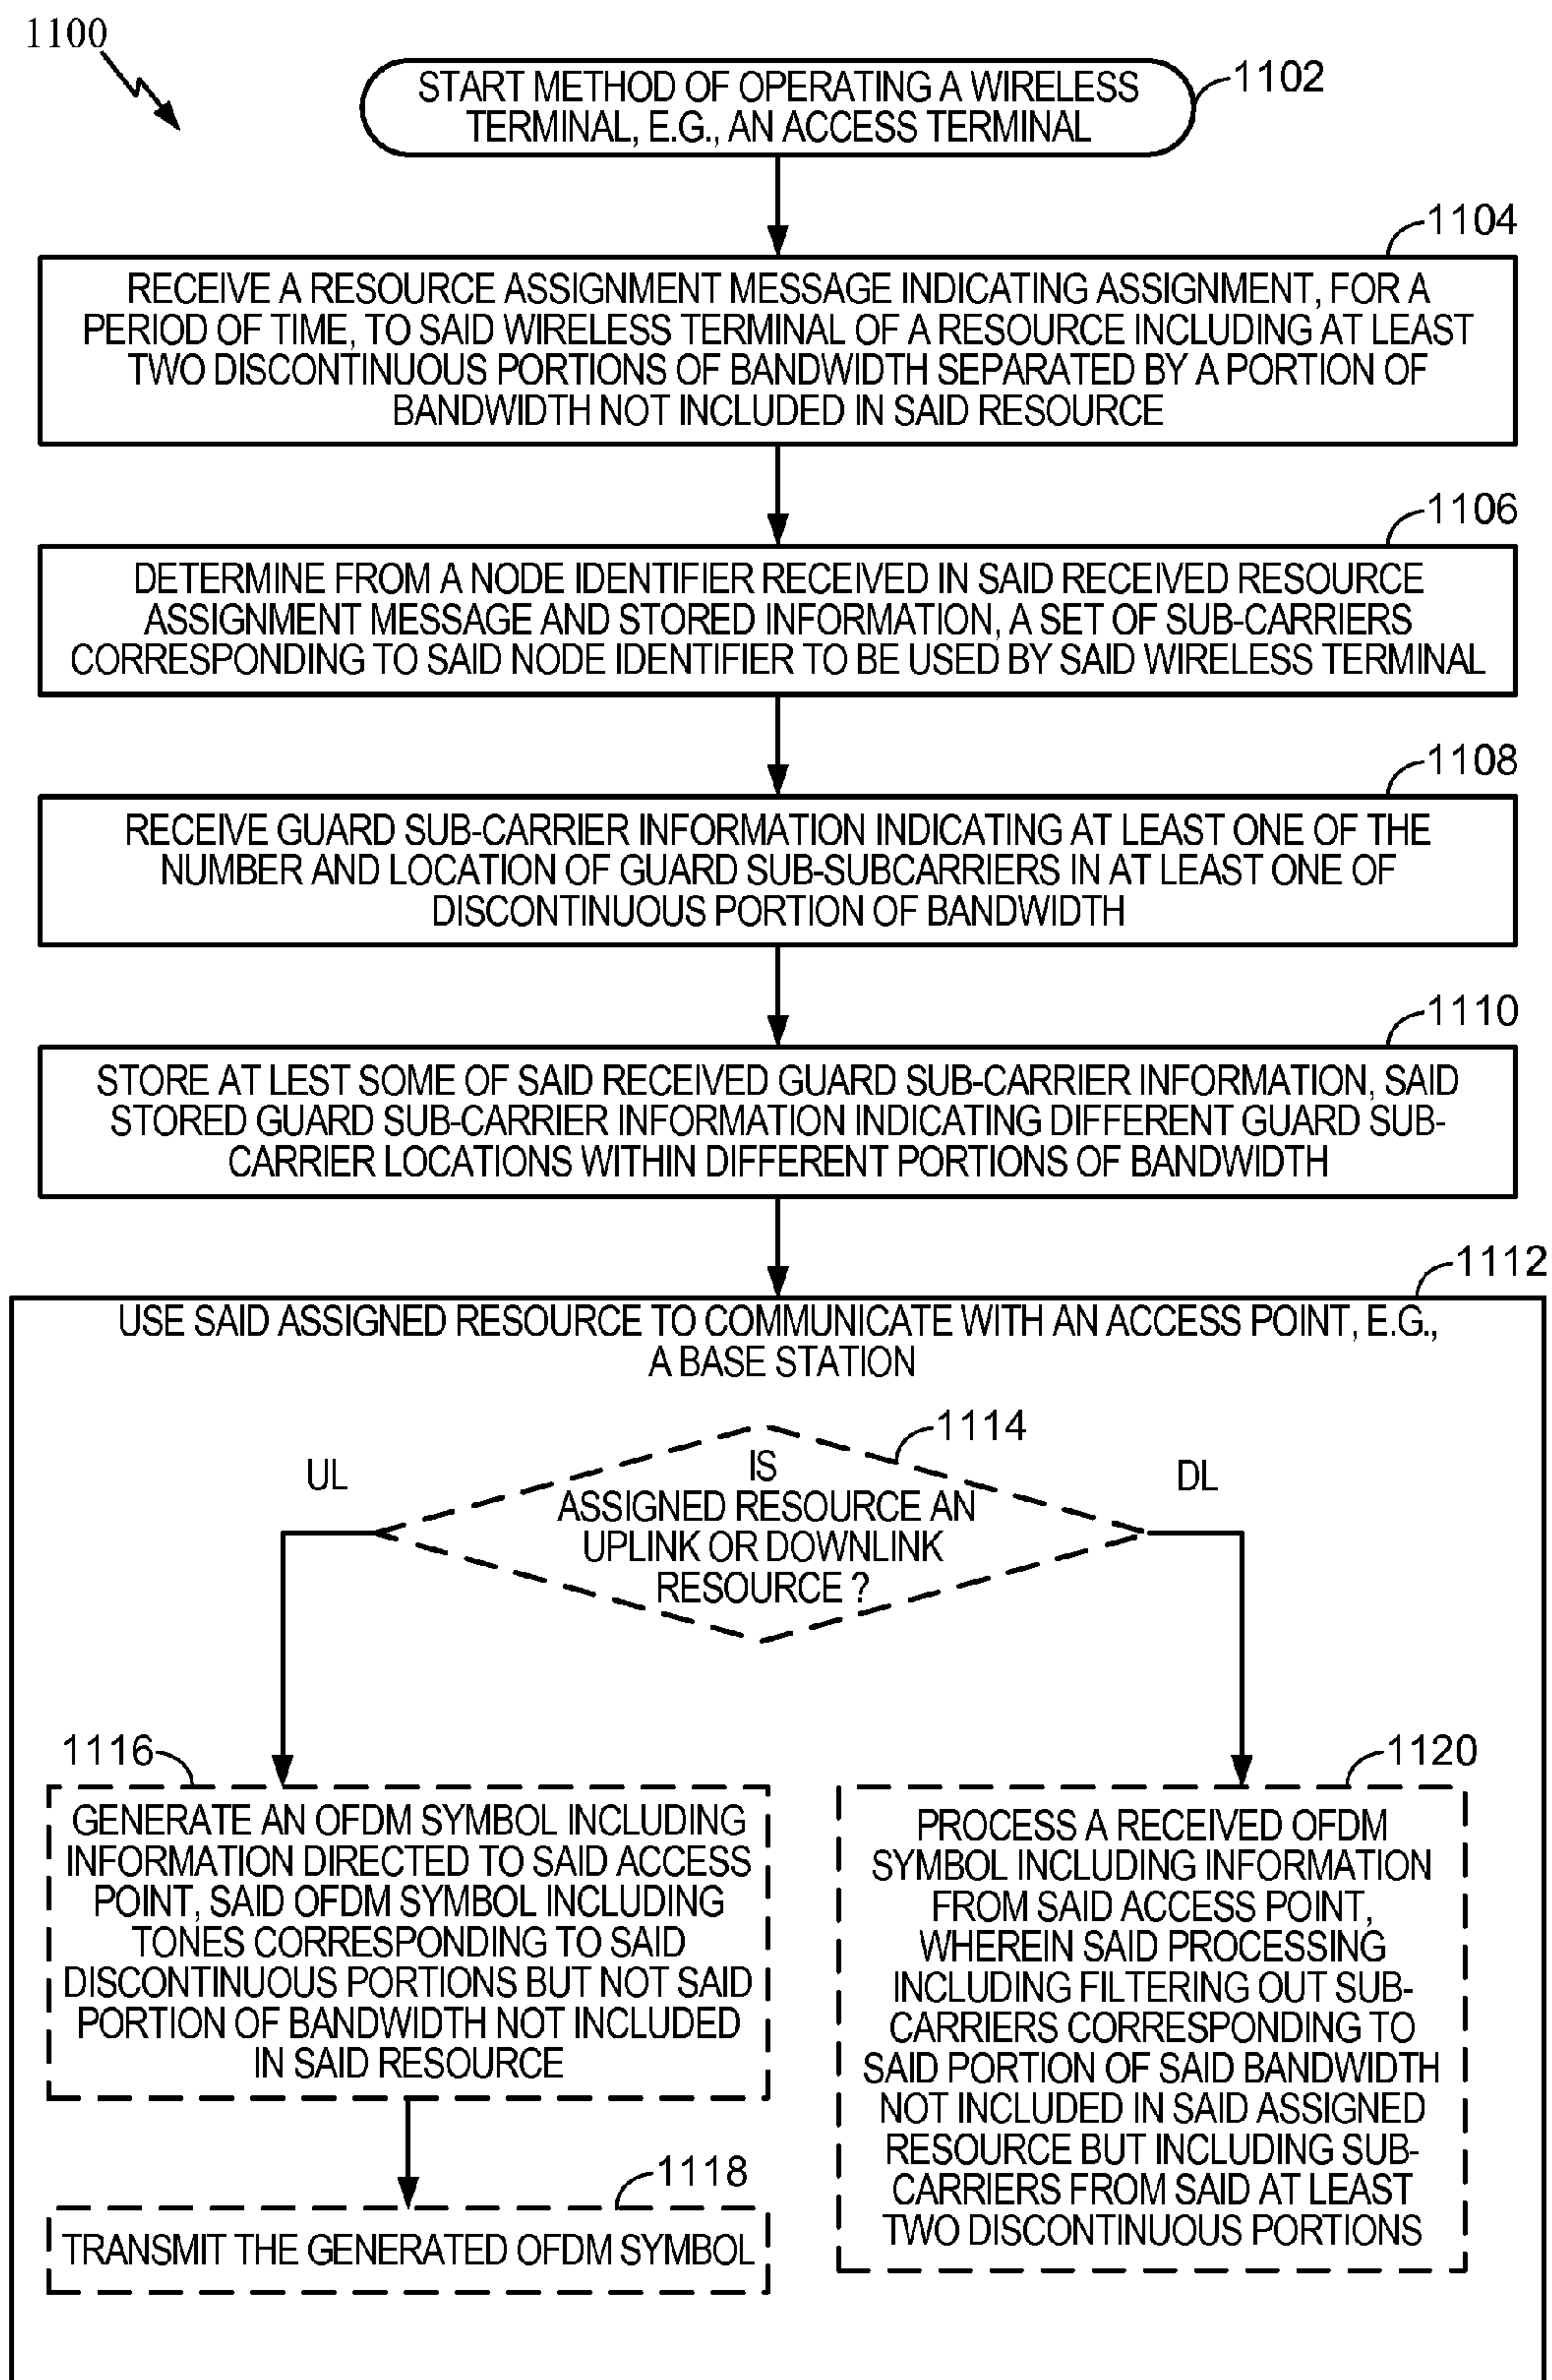 1100
START METHOD OF OPERATING A WIRELESS
TERMINAL, E.G., AN ACCESS TERMINAL
1102
1104
RECEIVE A RESOURCE ASSIGNMENT MESSAGE INDICATING ASSIGNMENT, FOR A
PERIOD OF TIME, TO SAID WIRELESS TERMINAL OF A RESOURCE INCLUDING AT LEAST
TWO DISCONTINUOUS PORTIONS OF BANDWIDTH SEPARATED BY A PORTION OF
BANDWIDTH NOT INCLUDED IN SAID RESOURCE
1106
DETERMINE FROM A NODE IDENTIFIER RECEIVED IN SAID RECEIVED RESOURCE
ASSIGNMENT MESSAGE AND STORED INFORMATION, A SET OF SUB-CARRIERS
CORRESPONDING TO SAID NODE IDENTIFIER TO BE USED BY SAID WIRELESS TERMINAL
1108
RECEIVE GUARD SUB-CARRIER INFORMATION INDICATING AT LEAST ONE OF THE
NUMBER AND LOCATION OF GUARD SUB-SUBCARRIERS IN AT LEAST ONE OF
DISCONTINUOUS PORTION OF BANDWIDTH
1110
STORE AT LEST SOME OF SAID RECEIVED GUARD SUB-CARRIER INFORMATION, SAID
STORED GUARD SUB-CARRIER INFORMATION INDICATING DIFFERENT GUARD SUB-
CARRIER LOCATIONS WITHIN DIFFERENT PORTIONS OF BANDWIDTH
1112
USE SAID ASSIGNED RESOURCE TO COMMUNICATE WITH AN ACCESS POINT, E.G.,
A BASE STATION
1114
UL
IS
ASSIGNED RESOURCE AN
UPLINK OR DOWNLINK
RESOURCE ?
DL
1116
GENERATE AN OFDM SYMBOL INCLUDING
INFORMATION DIRECTED TO SAID ACCESS
POINT, SAID OFDM SYMBOL INCLUDING
TONES CORRESPONDING TO SAID
DISCONTINUOUS PORTIONS BUT NOT SAID
PORTION OF BANDWIDTH NOT INCLUDED
IN SAID RESOURCE
1118
TRANSMIT THE GENERATED OFDM SYMBOL
1120
PROCESS A RECEIVED OFDM
SYMBOL INCLUDING INFORMATION
FROM SAID ACCESS POINT,
WHEREIN SAID PROCESSING
INCLUDING FILTERING OUT SUB-
CARRIERS CORRESPONDING TO
SAID PORTION OF SAID BANDWIDTH
NOT INCLUDED IN SAID ASSIGNED
RESOURCE BUT INCLUDING SUB-
CARRIERS FROM SAID AT LEAST
TWO DISCONTINUOUS PORTIONS